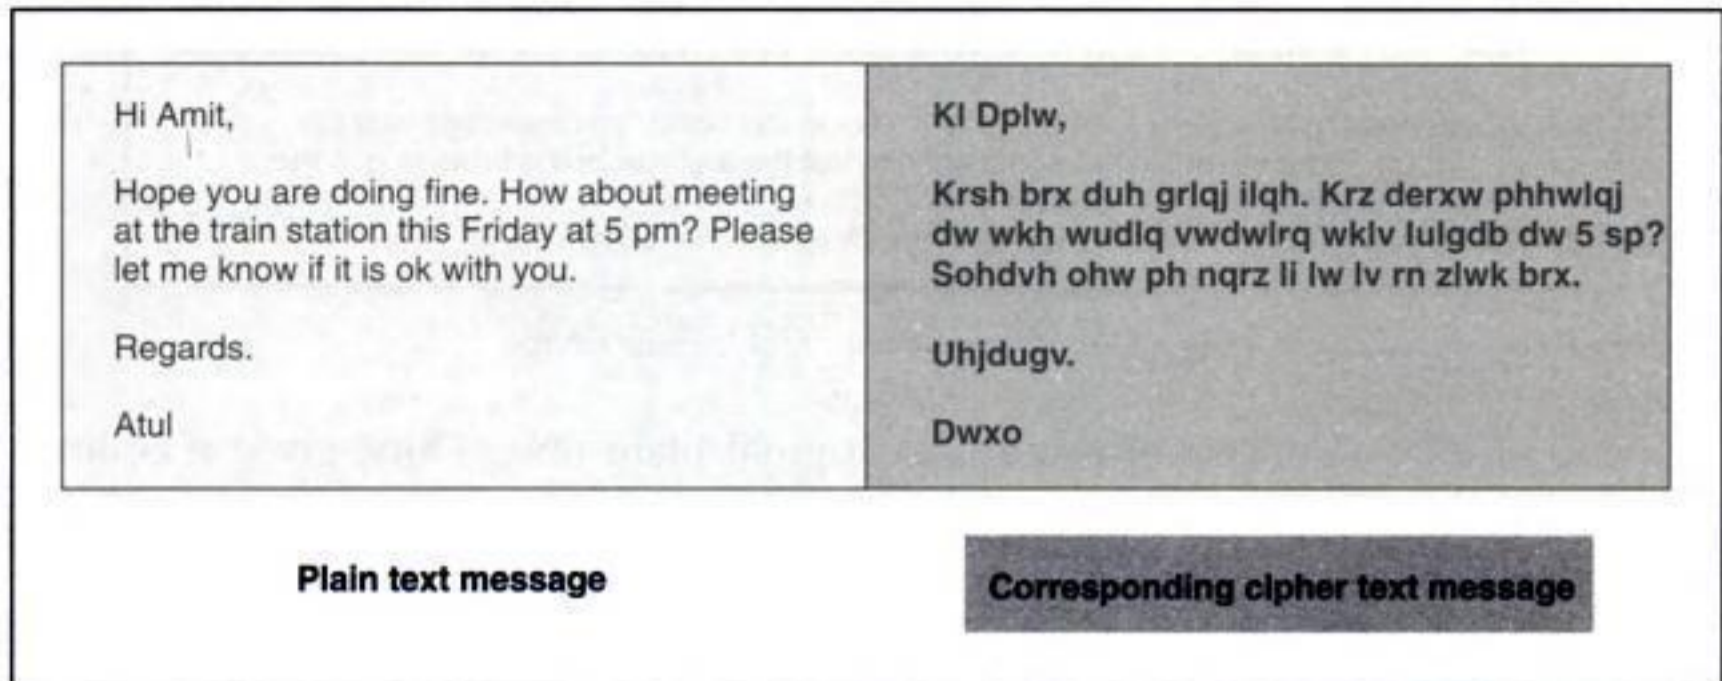 Hi Amit,
Hope you are doing fine. How about meeting
at the train station this Friday at 5 pm? Please
let me know if it is ok with you.
Regards.
Atul
Kl Dplw,
Krsh brx duh grlqj ilqh. Krz derxw phhwlqj
dw wkh wudlq vwdwlrq wklv lulgdb dw 5 sp?
Sohdvh ohw ph nqrz li lw lv rn zlwk brx.
Uhjdugv.
Dwxo
Plain text message
Corresponding cipher text message